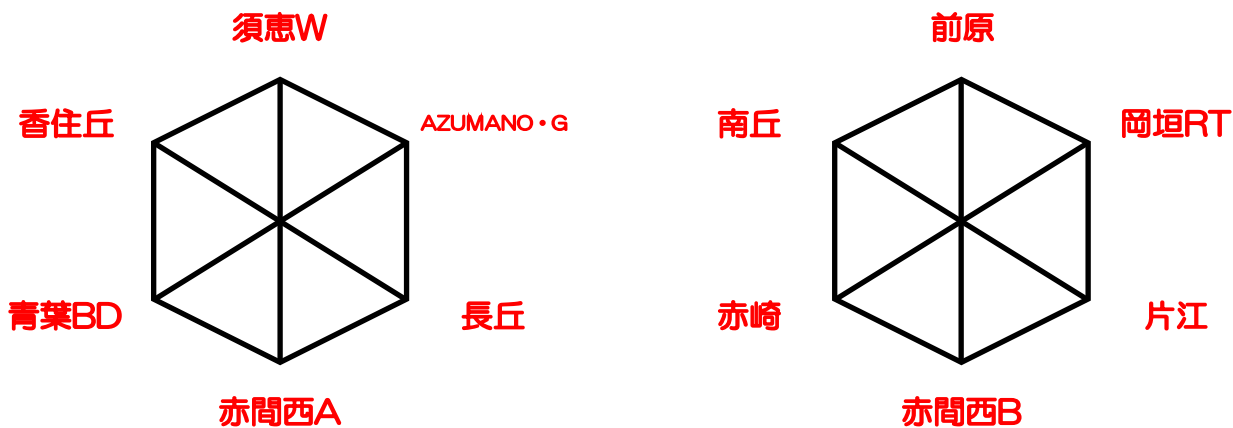 須恵W
香住丘
AZUMANO・G
青葉BD
長丘
赤間西A
前原
南丘
岡垣RT
赤崎
片江
赤間西B